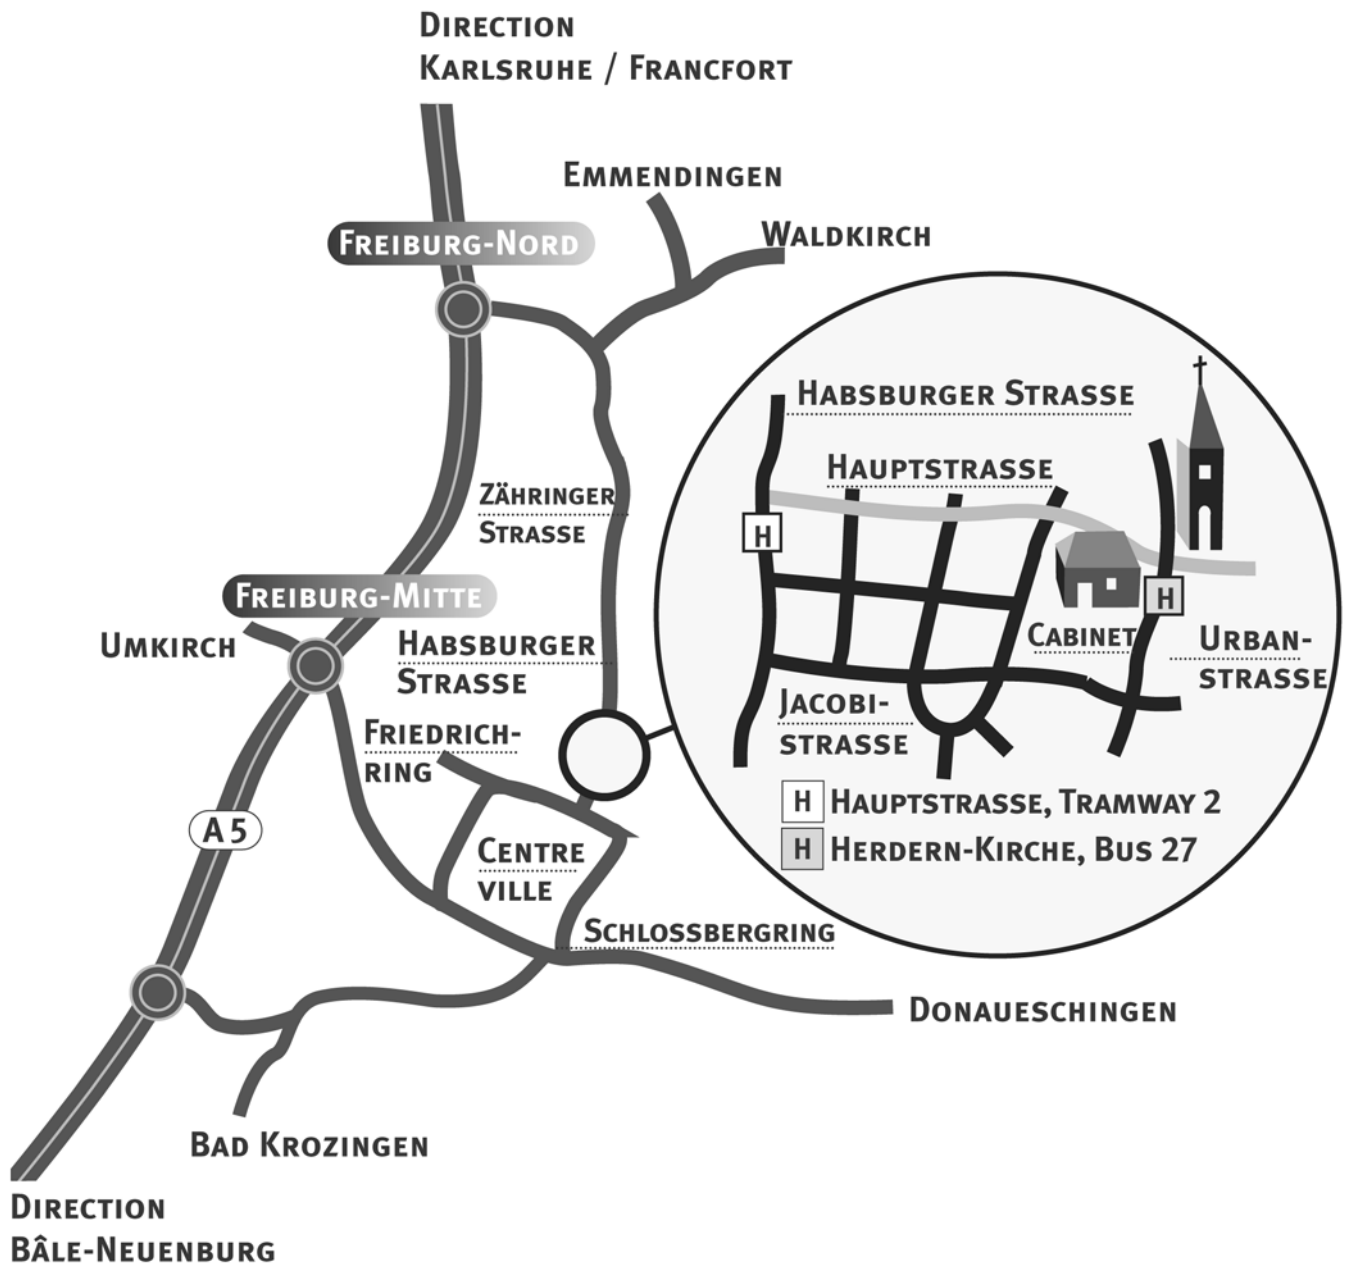 DIRECTION
KARLSRUHE / FRANCFORT
EMMENDINGEN
WALDKIRCH
FREIBURG-NORD
HABSBURGER STRASSE
HAUPTSTRASSE
ZÄHRINGER
STRASSE
H
FREIBURG-MITTE
H
UMKIRCH
HABSBURGER
STRASSE
CABINET
URBAN-
STRASSE
JACOBI-
STRASSE
FRIEDRICH-
RING
H HAUPTSTRASSE, TRAMWAY 2
H HERDERN-KIRCHE, BUS 27
A 5
CENTRE
VILLE
SCHLOSSBERGRING
DONAUESCHINGEN
BAD KROZINGEN
DIRECTION
BÂLE-NEUENBURG